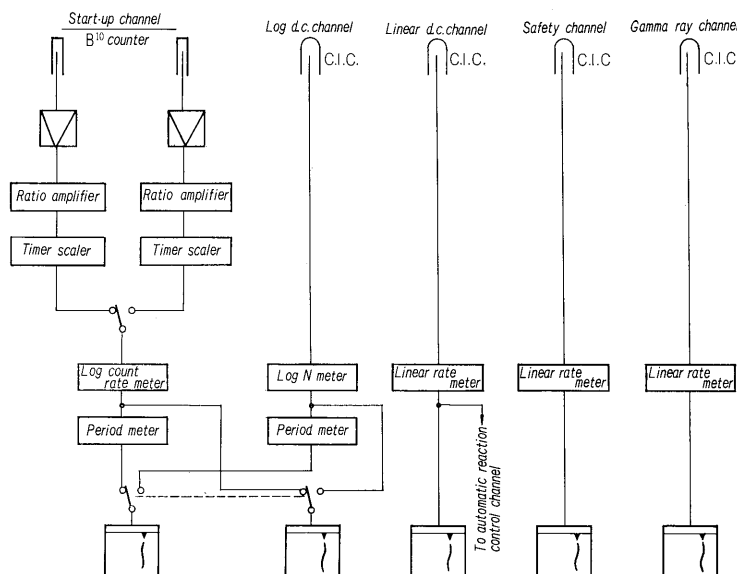 Start-up channel
B¹⁰ counter
Log d.c. channel
Linear d.c. channel
Safety channel
Gamma ray channel
C.I.C.
C.I.C.
C.I.C
C.I.C
Ratio amplifier
Ratio amplifier
Timer scaler
Timer scaler
Log count
rate meter
Log N meter
Linear rate
meter
Linear rate
meter
Linear rate
meter
Period meter
Period meter
To automatic reaction
control channel